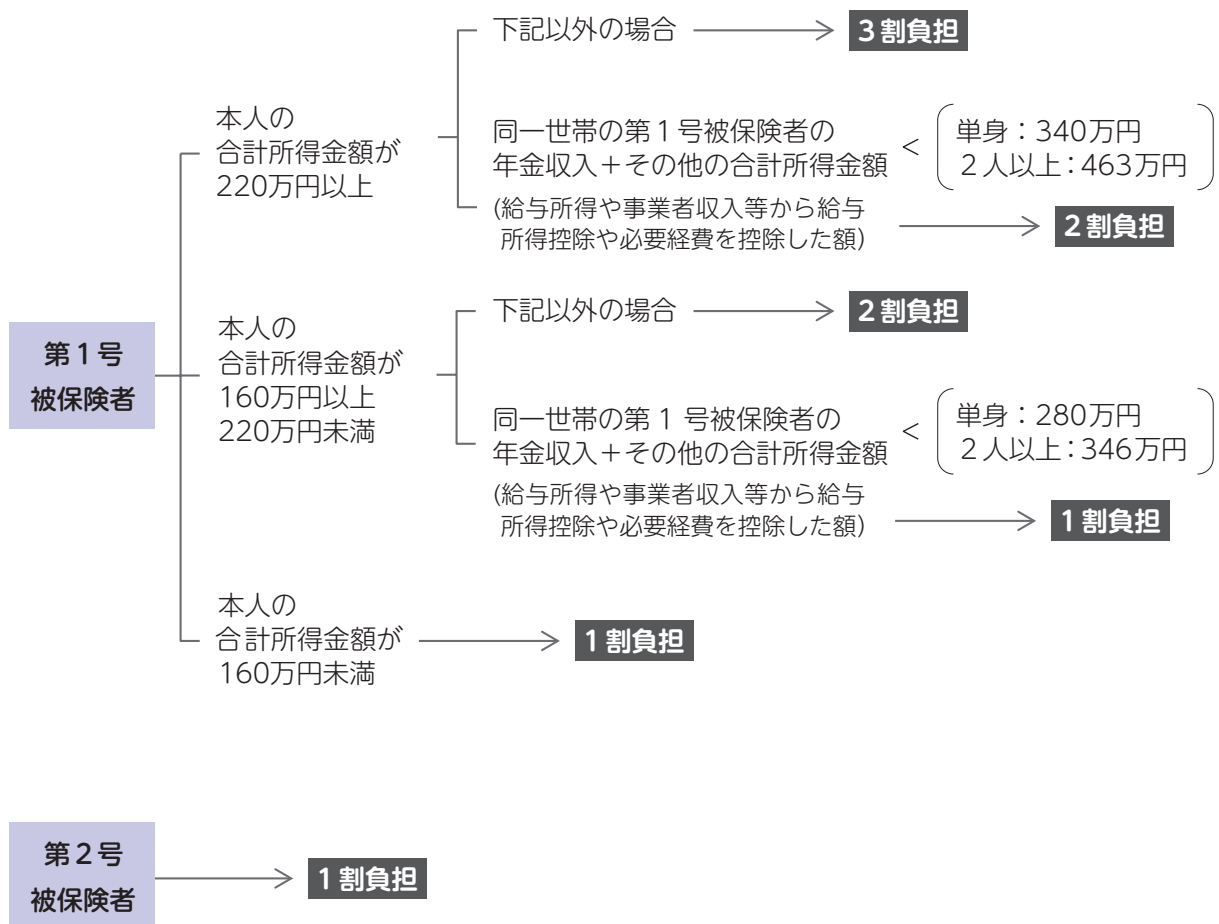 下記以外の場合
3割負担
本人の
合計所得金額が
220万円以上
同一世帯の第1号被保険者の
年金収入+その他の合計所得金額
<
単身:340万円
2人以上:463万円
(給与所得や事業者収入等から給与
所得控除や必要経費を控除した額)
2割負担
第1号
被保険者
本人の
合計所得金額が
160万円以上
220万円未満
下記以外の場合
2割負担
同一世帯の第1号被保険者の
年金収入+その他の合計所得金額
<
単身:280万円
2人以上:346万円
(給与所得や事業者収入等から給与
所得控除や必要経費を控除した額)
1割負担
本人の
合計所得金額が
160万円未満
1割負担
第2号
被保険者
1割負担